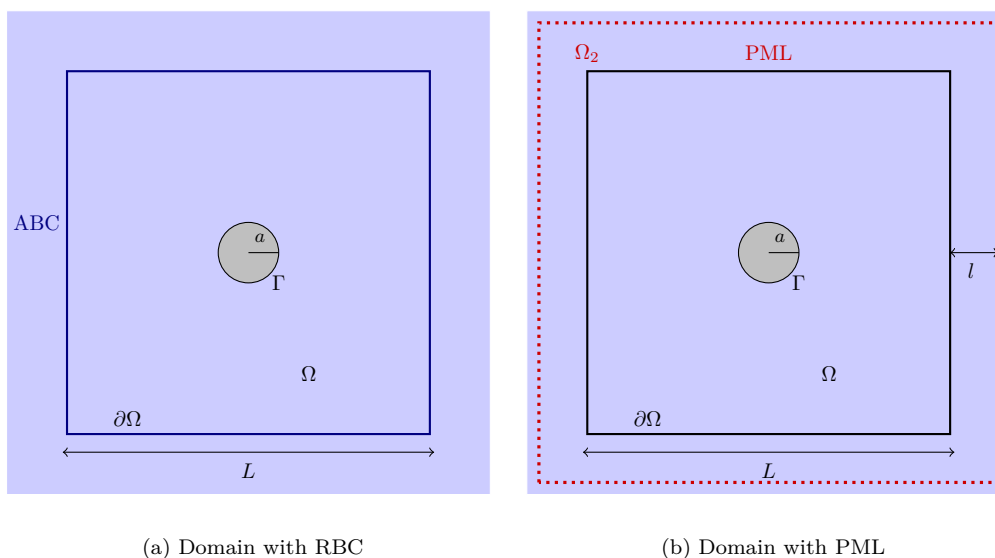 ABC
a
Γ
Ω
∂Ω
L
(a) Domain with RBC
Ω₂
PML
a
Γ
l
Ω
∂Ω
L
(b) Domain with PML